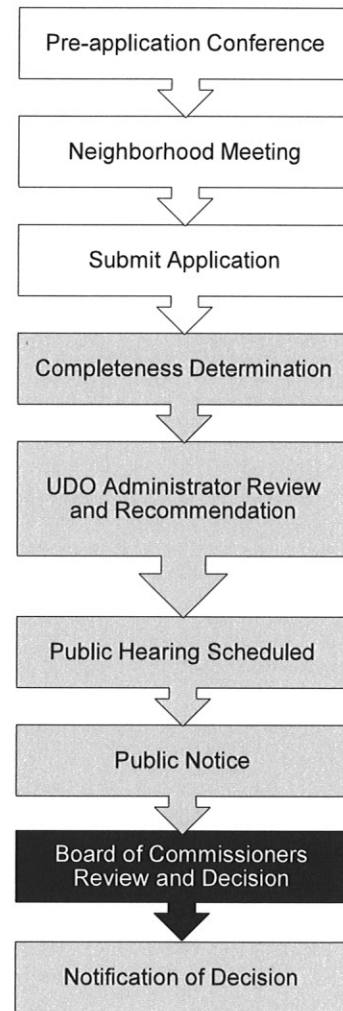 Pre-application Conference
Neighborhood Meeting
Submit Application
Completeness Determination
UDO Administrator Review
and Recommendation
Public Hearing Scheduled
Public Notice
Board of Commissioners
Review and Decision
Notification of Decision